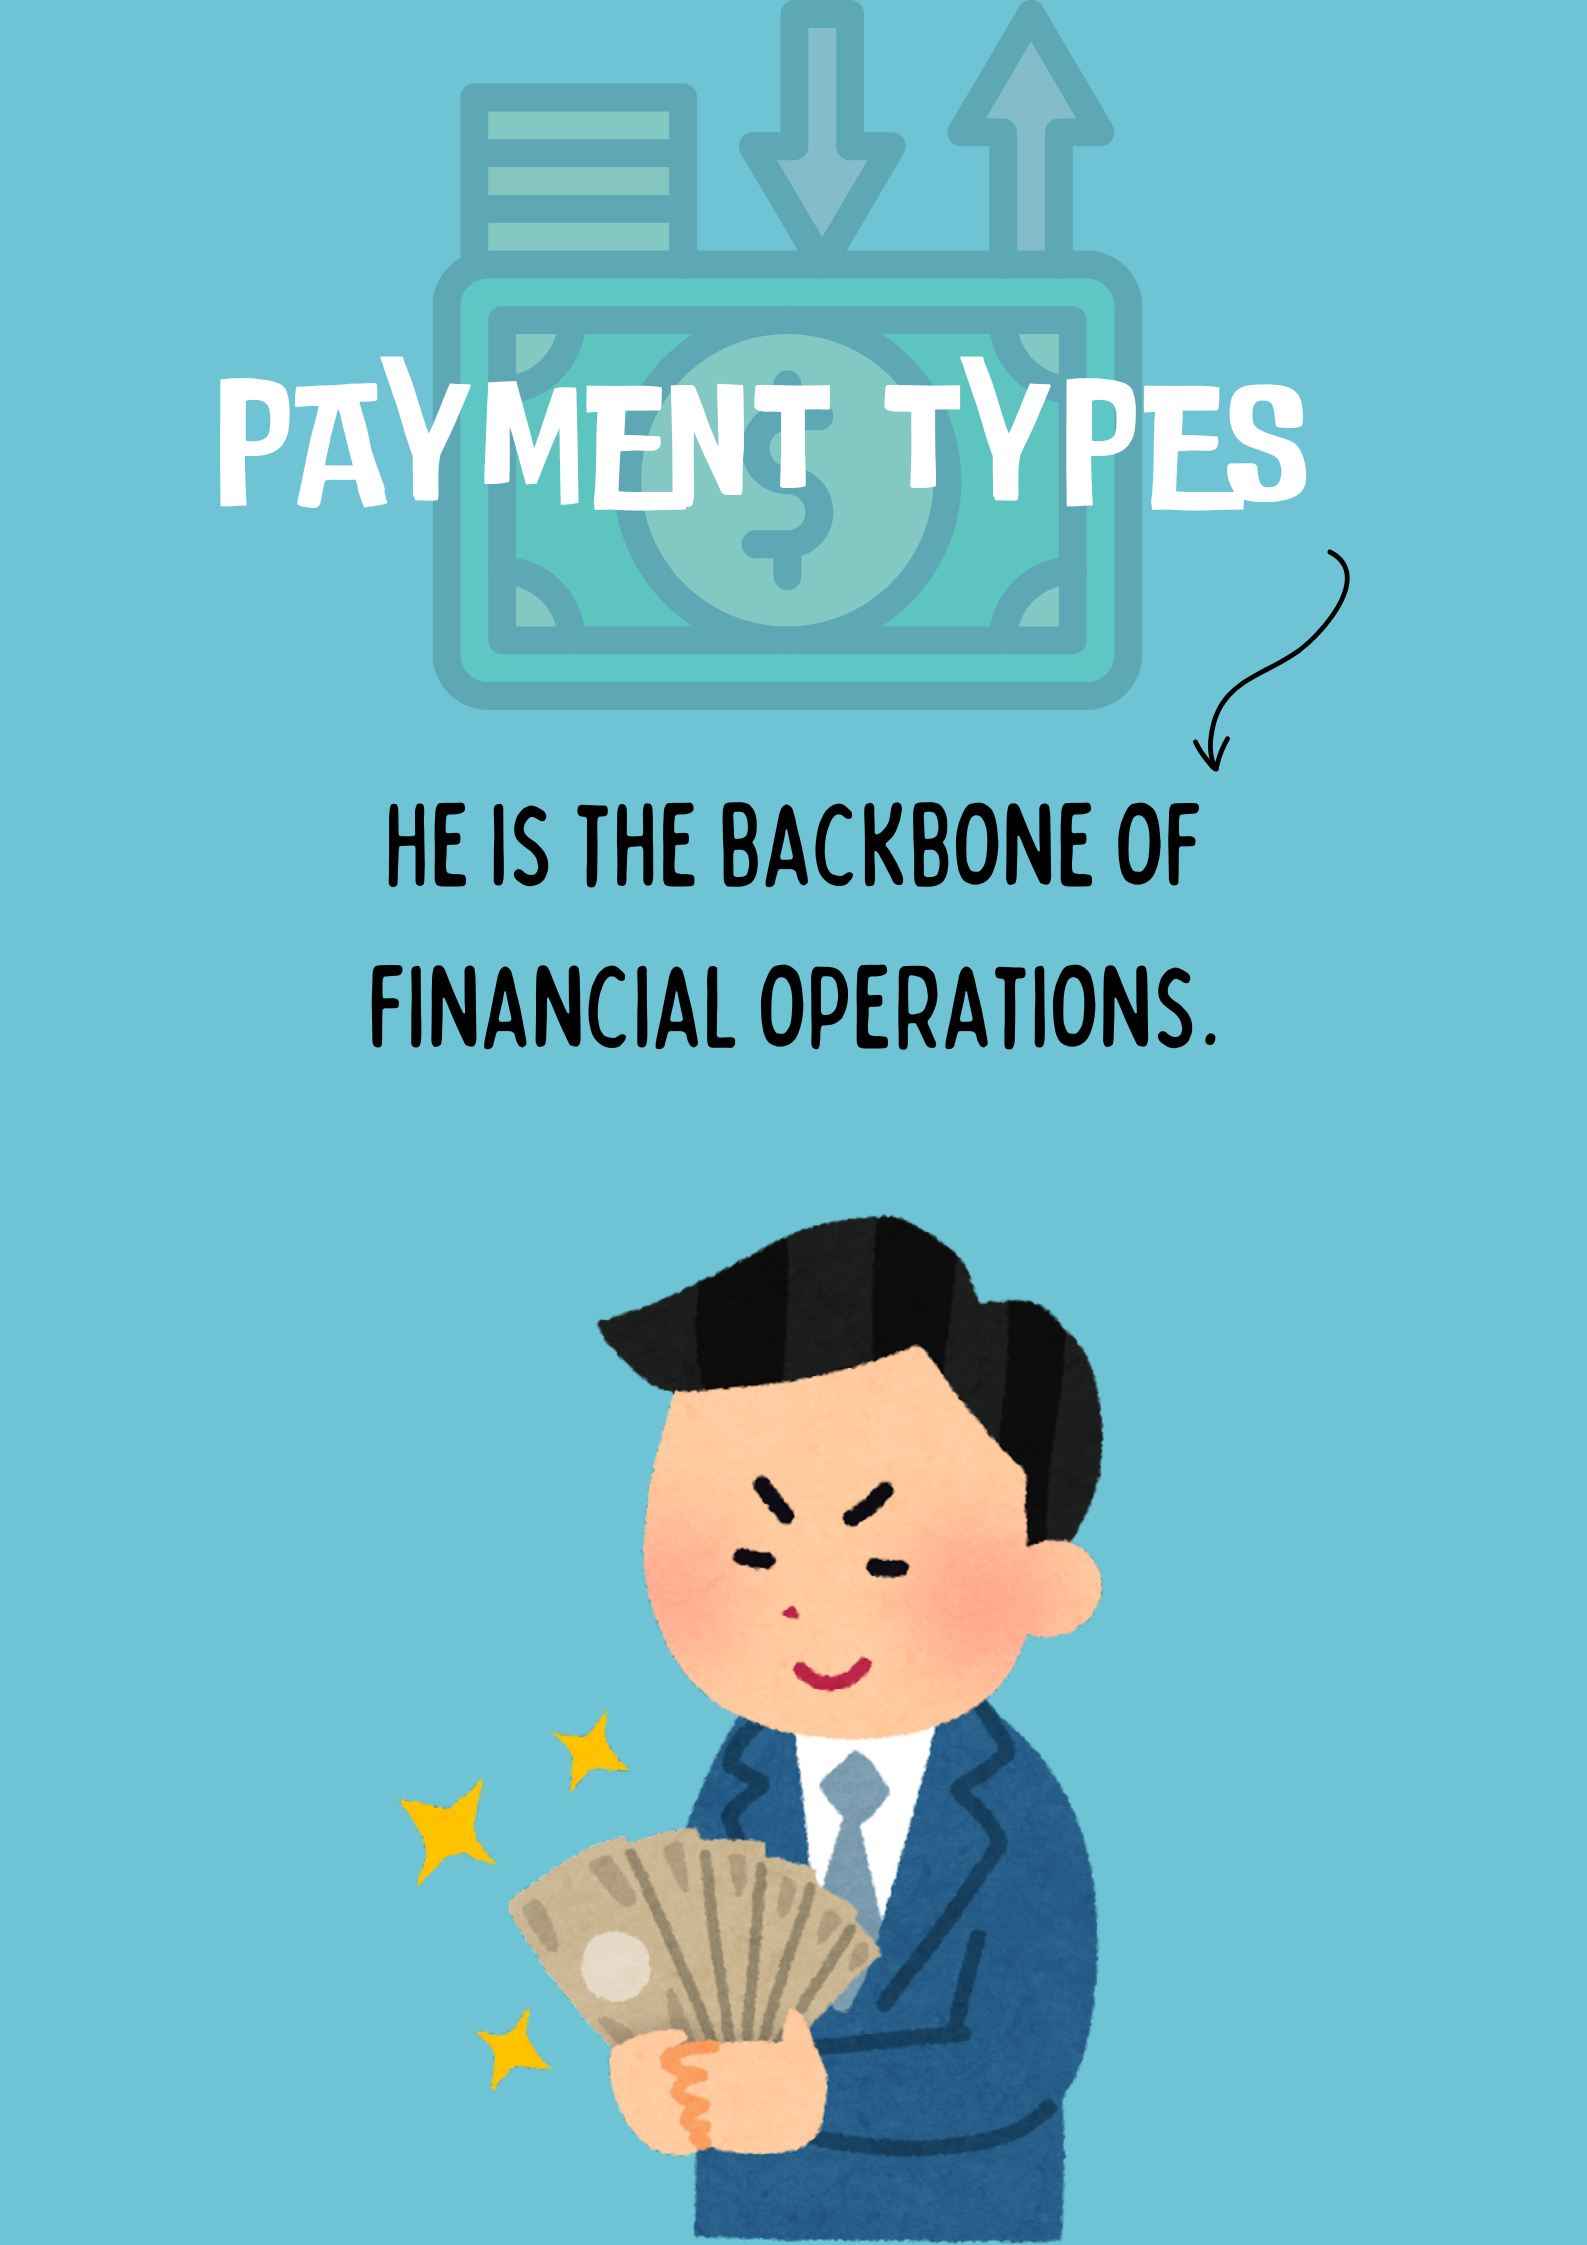 PAYMENT TYPES
HE IS THE BACKBONE OF
FINANCIAL OPERATIONS.